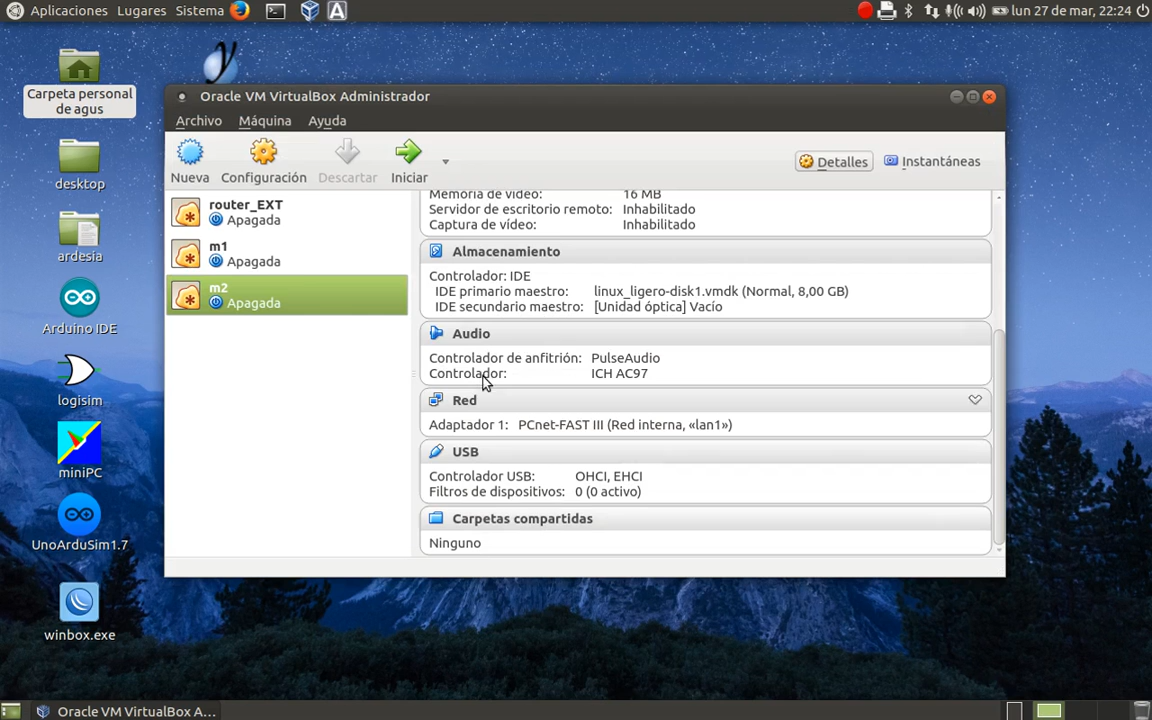 Aplicaciones Lugares Sistema lun 27 de mar, 22:24
Carpeta personal
de agus
desktop
ardesia
Arduino IDE
logisim
miniPC
UnoArduSim1.7
winbox.exe
Oracle VM VirtualBox Administrador
Archivo Máquina Ayuda
Nueva Configuración Descartar Iniciar Detalles Instantáneas
router_EXT
Apagada
m1
Apagada
m2
Apagada
Memoria de vídeo: 16 MB
Servidor de escritorio remoto: Inhabilitado
Captura de vídeo: Inhabilitado
Almacenamiento
Controlador: IDE
IDE primario maestro: linux_ligero-disk1.vmdk (Normal, 8,00 GB)
IDE secundario maestro: [Unidad óptica] Vacío
Audio
Controlador de anfitrión: PulseAudio
Controlador: ICH AC97
Red
Adaptador 1: PCnet-FAST III (Red interna, «lan1»)
USB
Controlador USB: OHCI, EHCI
Filtros de dispositivos: 0 (0 activo)
Carpetas compartidas
Ninguno
Oracle VM VirtualBox A...